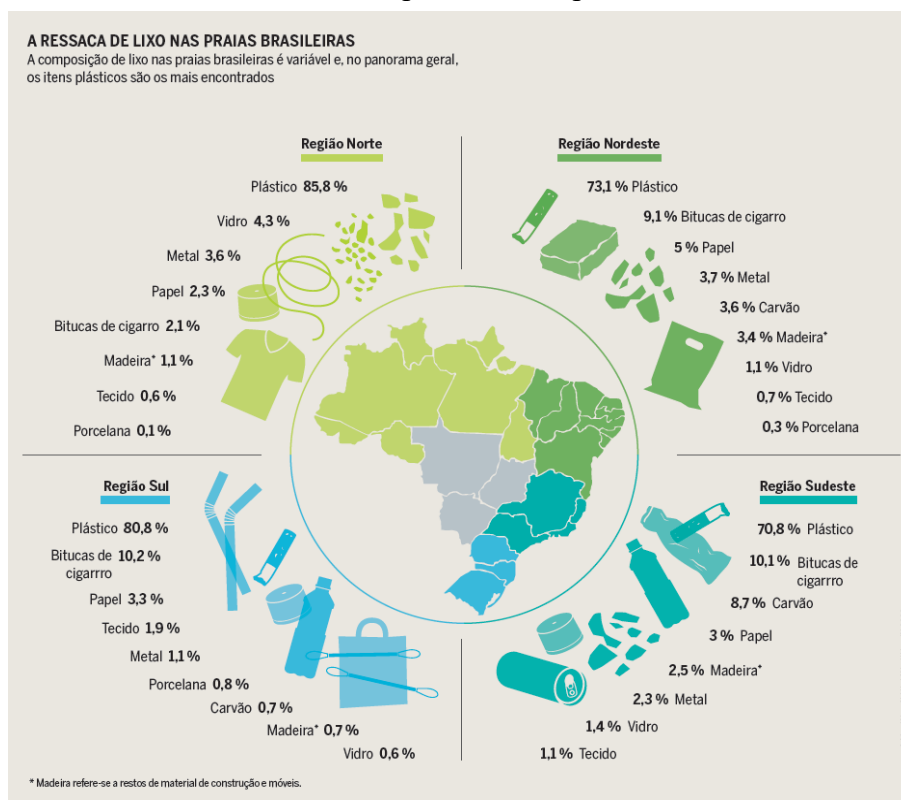 A RESSACA DE LIXO NAS PRAIAS BRASILEIRAS
A composição de lixo nas praias brasileiras é variável e, no panorama geral,
os itens plásticos são os mais encontrados
Região Norte
Plástico 85,8 %
Vidro 4,3 %
Metal 3,6 %
Papel 2,3 %
Bitucas de cigarro 2,1 %
Madeira* 1,1 %
Tecido 0,6 %
Porcelana 0,1 %
Região Nordeste
73,1 % Plástico
9,1 % Bitucas de cigarro
5 % Papel
3,7 % Metal
3,6 % Carvão
3,4 % Madeira*
1,1 % Vidro
0,7 % Tecido
0,3 % Porcelana
Região Sul
Plástico 80,8 %
Bitucas de 10,2 %
cigarrro
Papel 3,3 %
Tecido 1,9 %
Metal 1,1 %
Porcelana 0,8 %
Carvão 0,7 %
Madeira* 0,7 %
Vidro 0,6 %
Região Sudeste
70,8 % Plástico
10,1 % Bitucas de
cigarrro
8,7 % Carvão
3 % Papel
2,5 % Madeira*
2,3 % Metal
1,4 % Vidro
1,1 % Tecido
* Madeira refere-se a restos de material de construção e móveis.